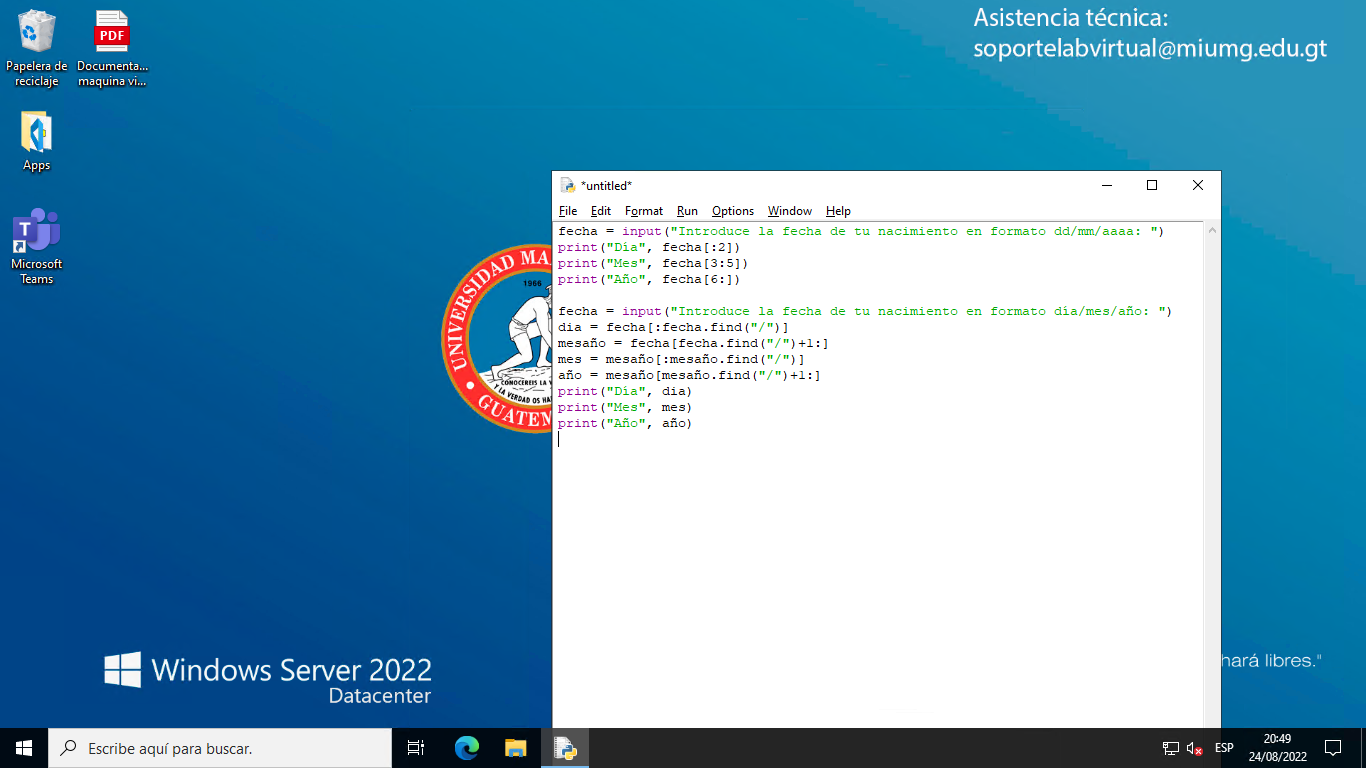 Asistencia técnica:
soportelabvirtual@miumg.edu.gt
Papelera de
reciclaje
Documenta...
maquina vi...
Apps
Microsoft
Teams
*untitled*
File Edit Format Run Options Window Help
fecha = input("Introduce la fecha de tu nacimiento en formato dd/mm/aaaa: ")
print("Día", fecha[:2])
print("Mes", fecha[3:5])
print("Año", fecha[6:])
fecha = input("Introduce la fecha de tu nacimiento en formato día/mes/año: ")
dia = fecha[:fecha.find("/")]
mesaño = fecha[fecha.find("/")+1:]
mes = mesaño[:mesaño.find("/")]
año = mesaño[mesaño.find("/")+1:]
print("Día", dia)
print("Mes", mes)
print("Año", año)
UNIVERSIDAD MA
1966
CONOCEREIS LA V
Y LA VERDAD OS HA
GUATEM
Windows Server 2022
Datacenter
hará libres."
PDF
Escribe aquí para buscar.
ESP
20:49
24/08/2022